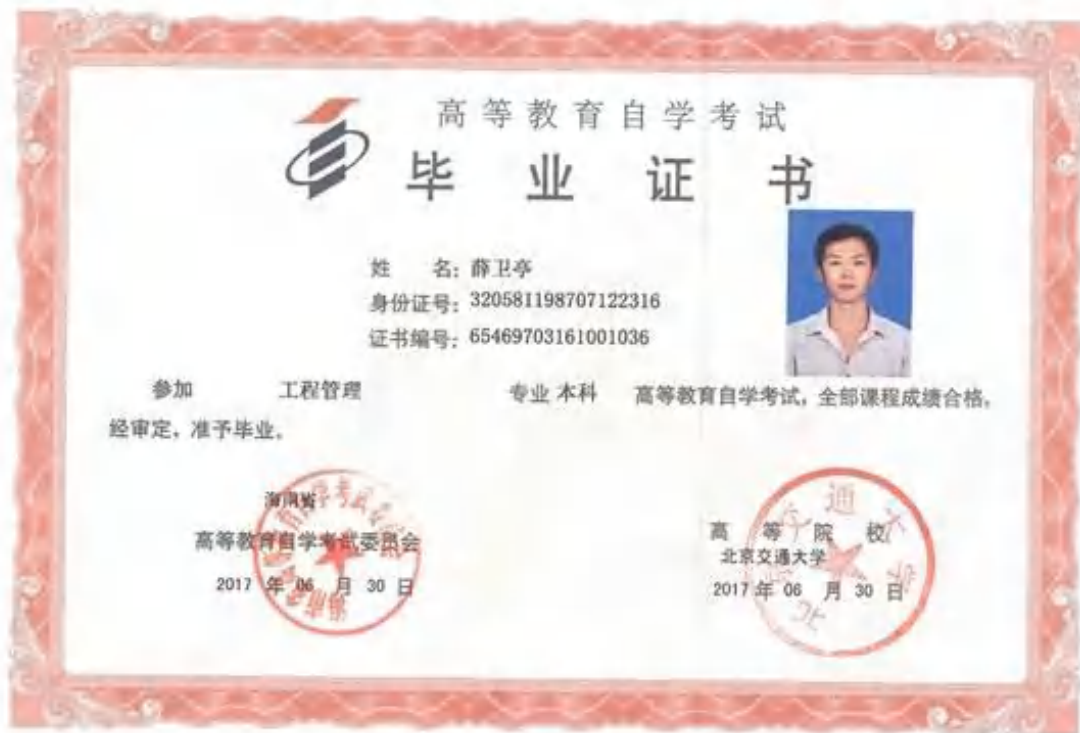 高等教育自学考试
毕业证书
姓 名：薛卫亭
身份证号：320581198707122316
证书编号：65469703161001036
参加 工程管理 专业 本科 高等教育自学考试，全部课程成绩合格，
经审定，准予毕业。
海南省
高等教育自学考试委员会
2017 年 06 月 30 日
高等院校
北京交通大学
2017 年 06 月 30 日